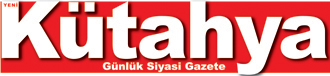 YENİ
Kütahya
Günlük Siyasi Gazete